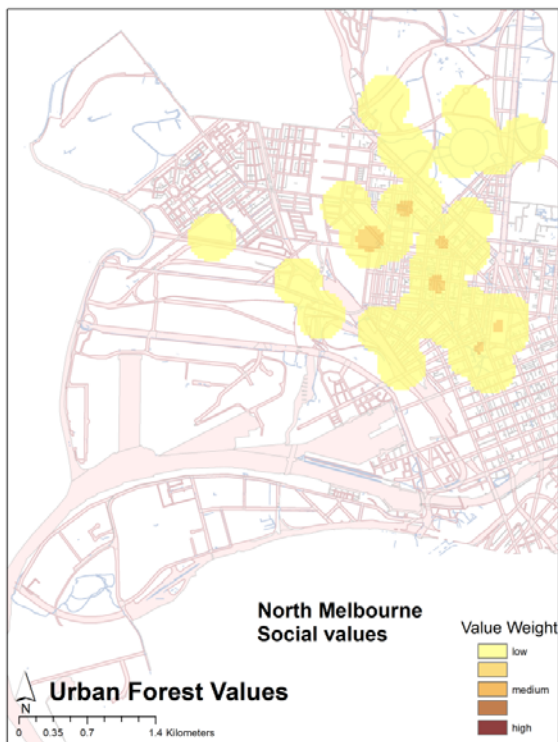 North Melbourne
Social values
Value Weight
low
medium
high
Urban Forest Values
N
0 0.35 0.7 1.4 Kilometers